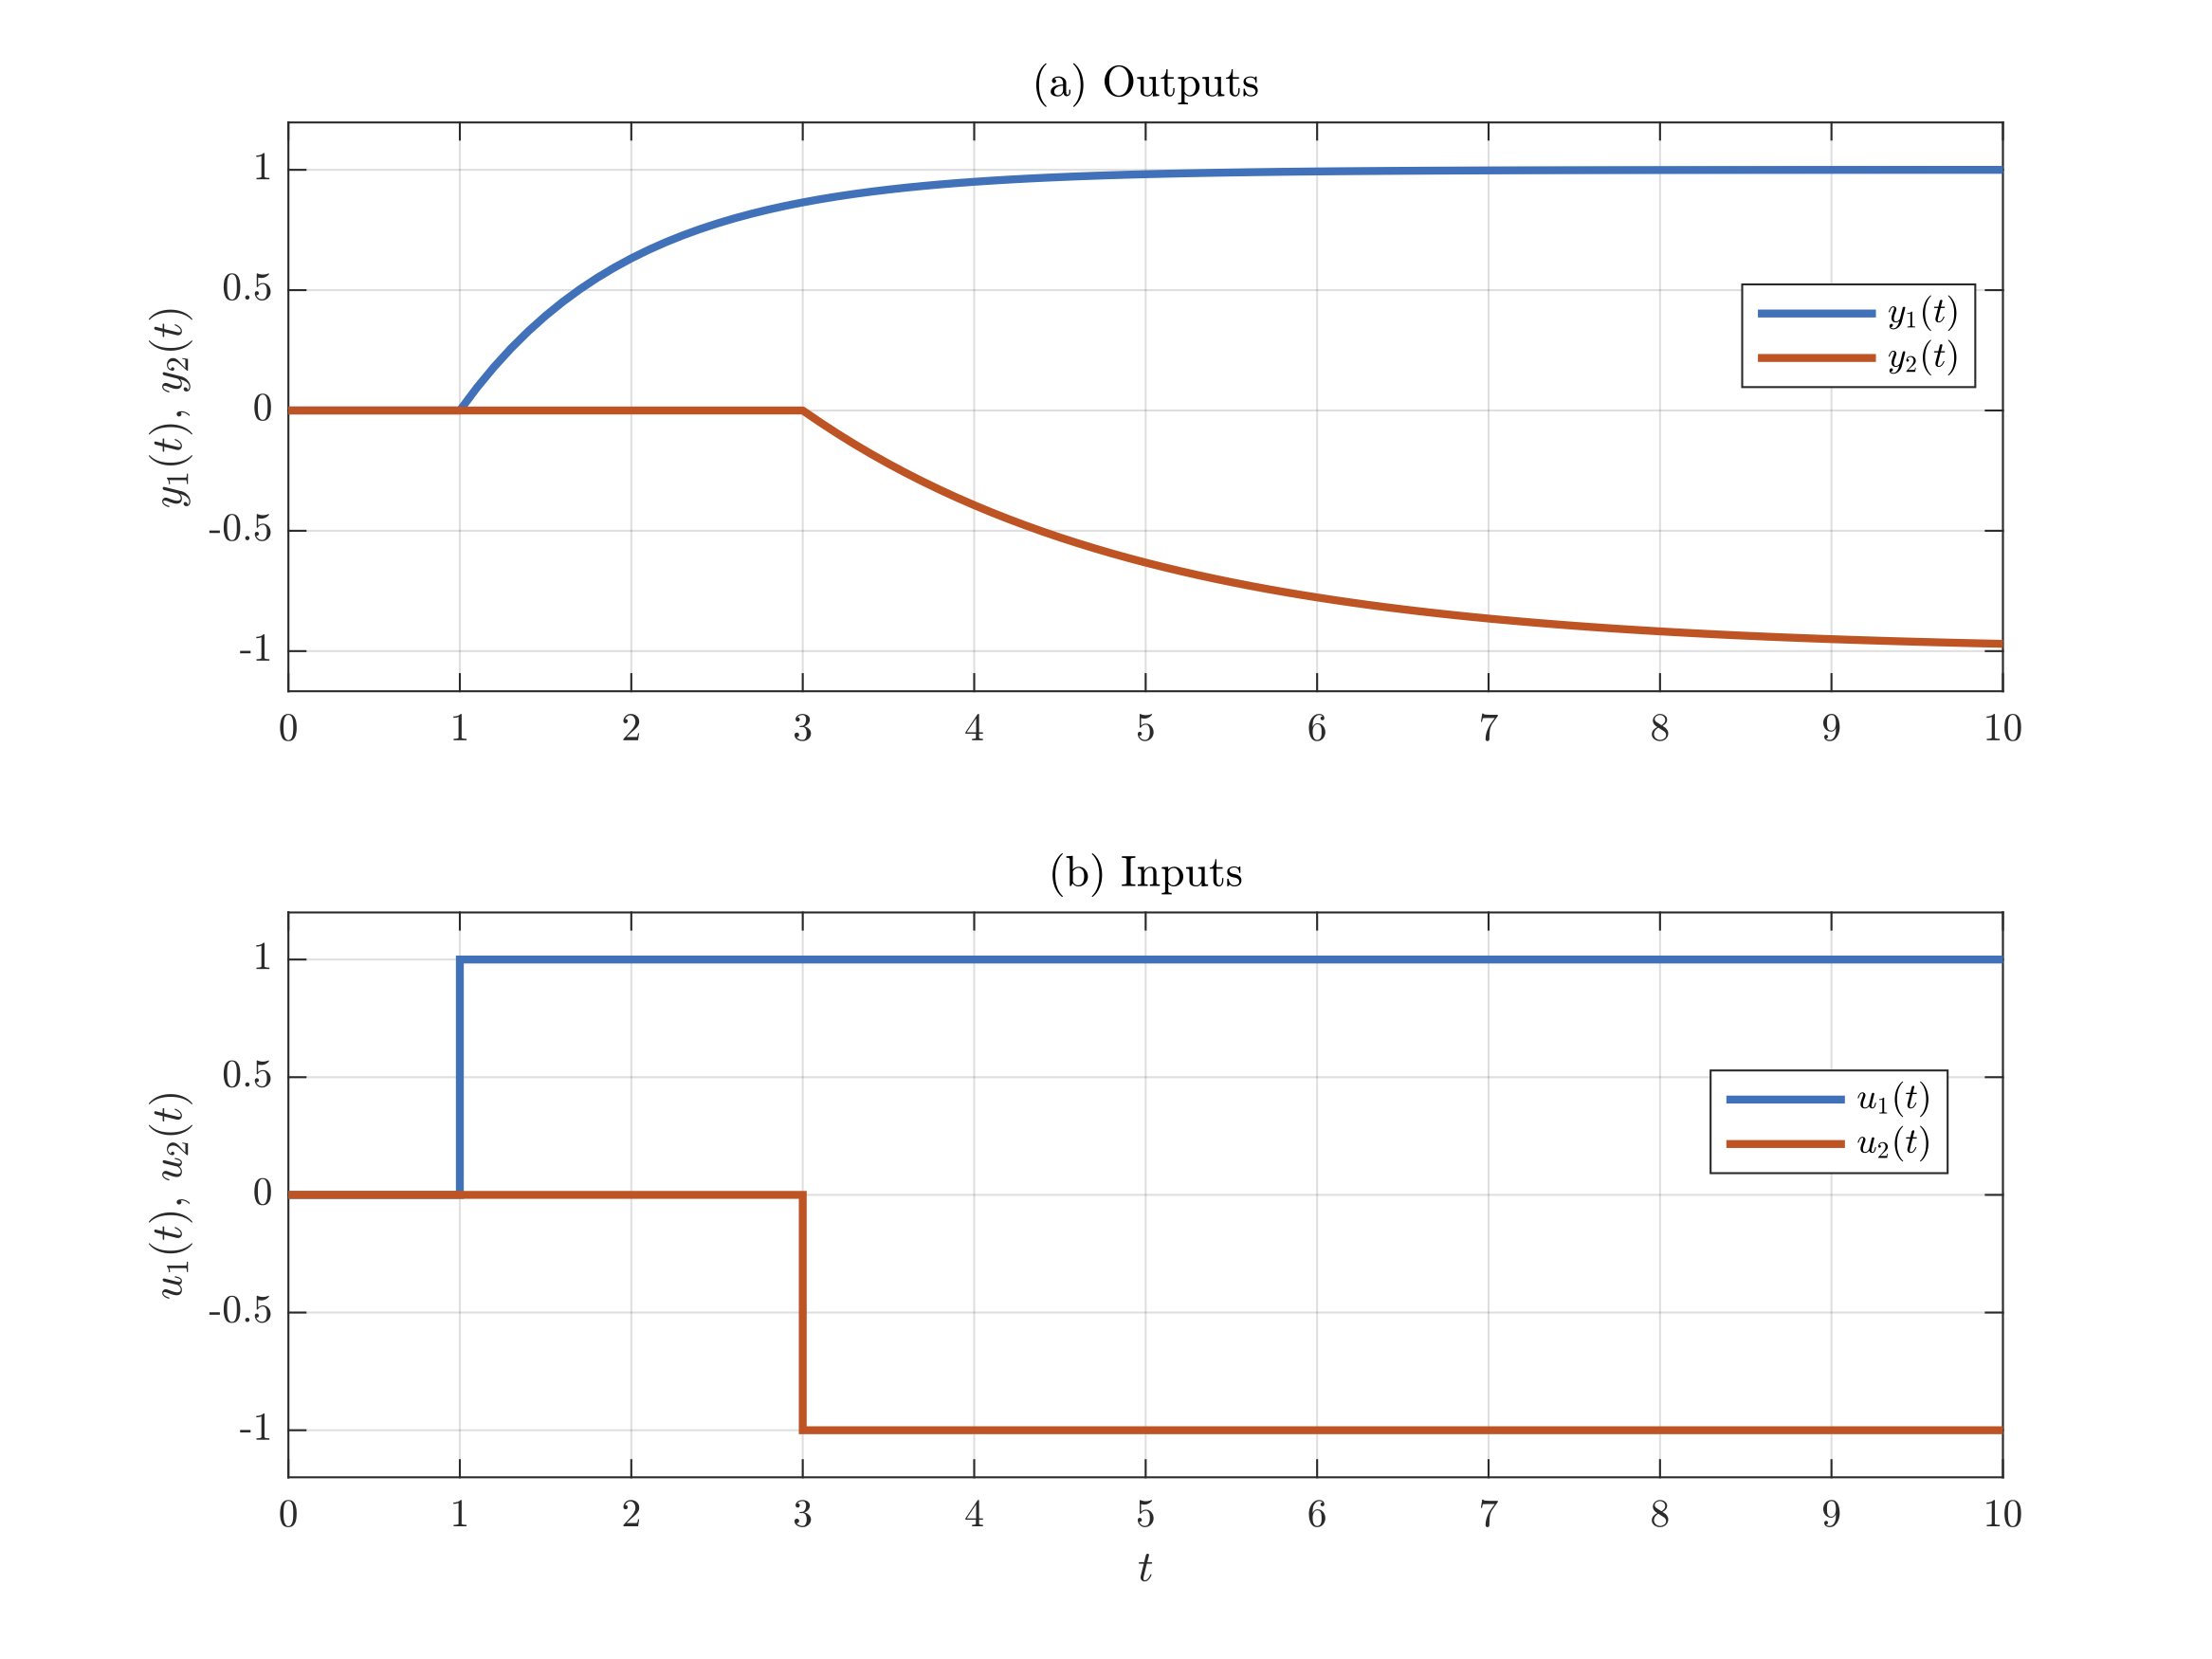 (a) Outputs
y₁(t), y₂(t)
1
0.5
0
-0.5
-1
y₁(t)
y₂(t)
0 1 2 3 4 5 6 7 8 9 10
(b) Inputs
u₁(t), u₂(t)
1
0.5
0
-0.5
-1
u₁(t)
u₂(t)
0 1 2 3 4 5 6 7 8 9 10
t